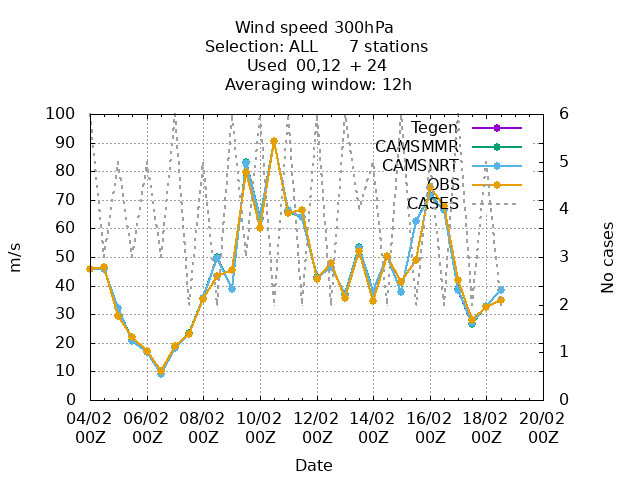 Wind speed 300hPa
Selection: ALL 7 stations
Used 00,12 + 24
Averaging window: 12h
100 90 80 70 60 50 40 30 20 10 0
m/s
Tegen
CAMSMMR
CAMSNRT
OBS
CASES
6 5 4 3 2 1 0
No cases
04/02 06/02 08/02 10/02 12/02 14/02 16/02 18/02 20/02
00Z 00Z 00Z 00Z 00Z 00Z 00Z 00Z 00Z
Date